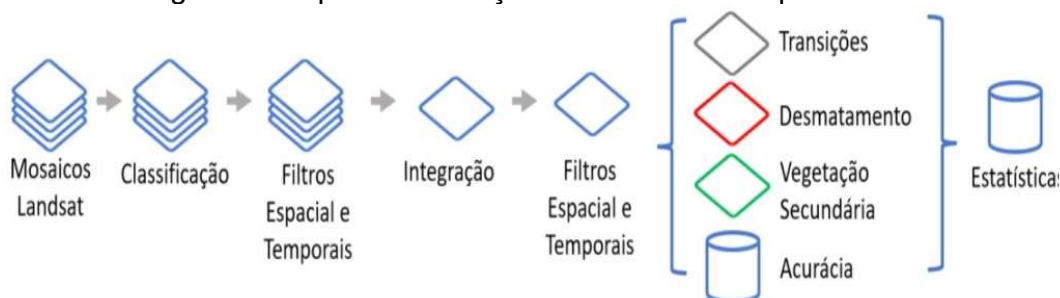 Mosaicos
Landsat
Classificação
Filtros
Espacial e
Temporais
Integração
Filtros
Espacial e
Temporais
Transições
Desmatamento
Vegetação
Secundária
Acurácia
Estatísticas